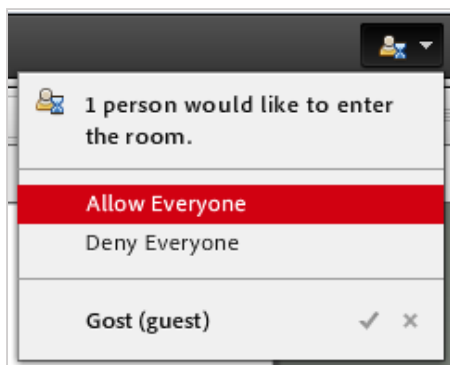 1 person would like to enter
the room.
Allow Everyone
Deny Everyone
Gost (guest)